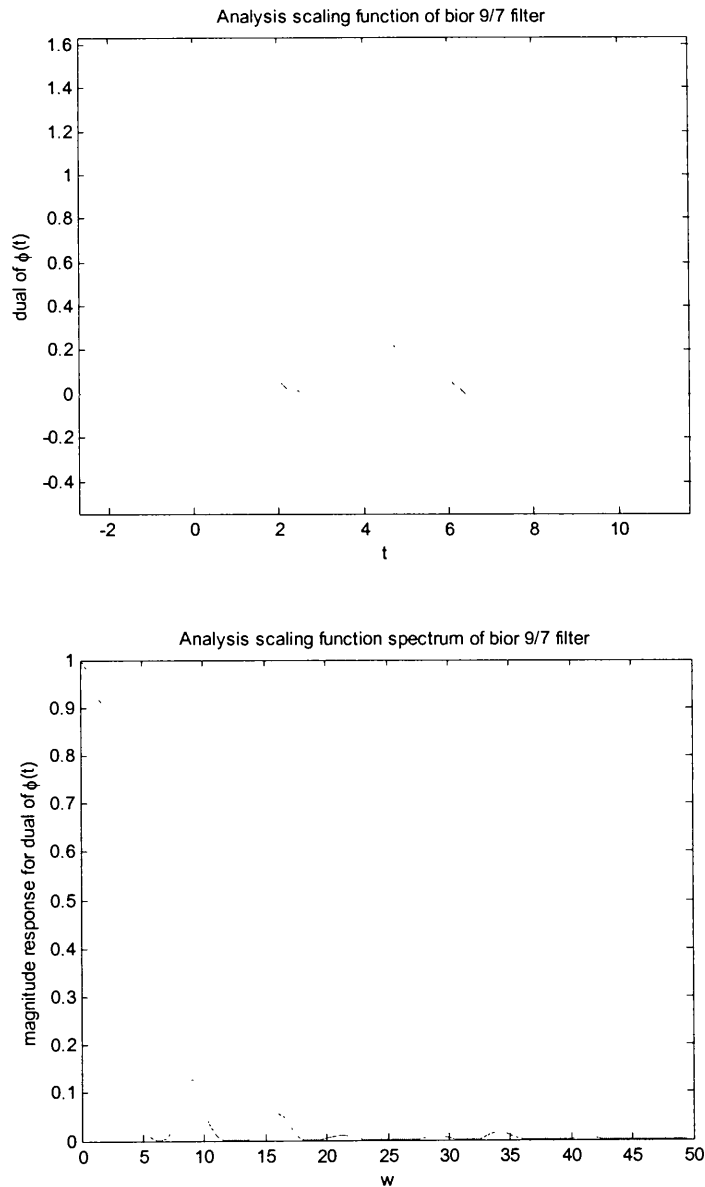 Analysis scaling function of bior 9/7 filter
1.6
1.4
1.2
1
0.8
0.6
0.4
0.2
0
-0.2
-0.4
dual of ϕ(t)
-2 0 2 4 6 8 10
t
Analysis scaling function spectrum of bior 9/7 filter
1
0.9
0.8
0.7
0.6
0.5
0.4
0.3
0.2
0.1
0
magnitude response for dual of ϕ(t)
0 5 10 15 20 25 30 35 40 45 50
w